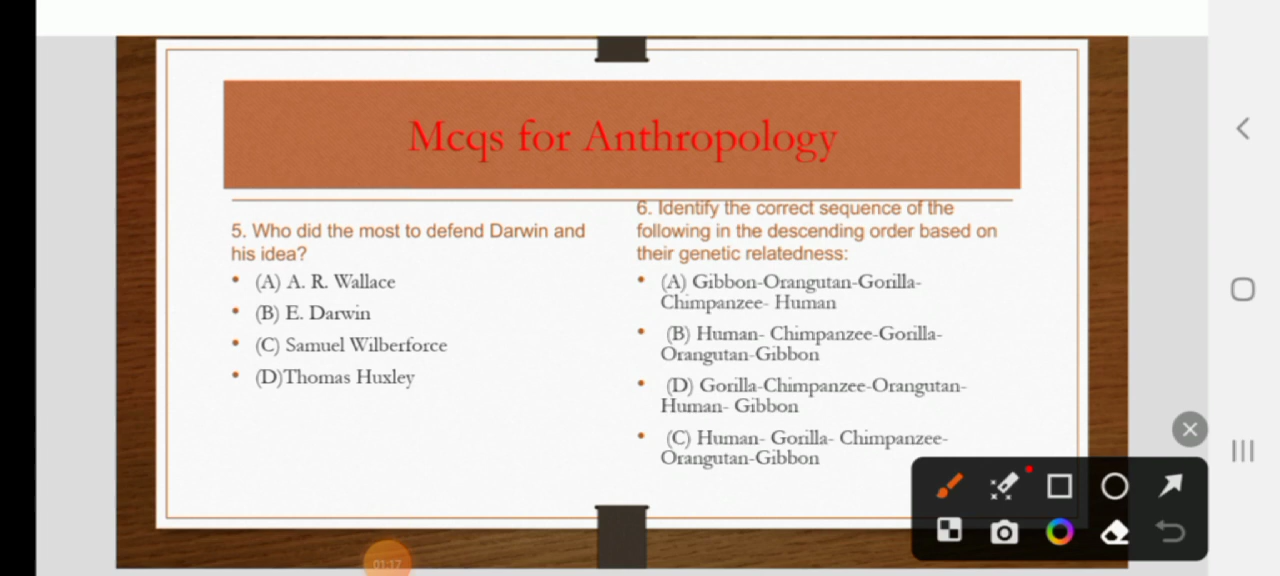 Mcqs for Anthropology
5. Who did the most to defend Darwin and
his idea?
• (A) A. R. Wallace
• (B) E. Darwin
• (C) Samuel Wilberforce
• (D)Thomas Huxley
6. Identify the correct sequence of the
following in the descending order based on
their genetic relatedness:
• (A) Gibbon-Orangutan-Gorilla-
Chimpanzee- Human
• (B) Human- Chimpanzee-Gorilla-
Orangutan-Gibbon
• (D) Gorilla-Chimpanzee-Orangutan-
Human- Gibbon
• (C) Human- Gorilla- Chimpanzee-
Orangutan-Gibbon
01:17